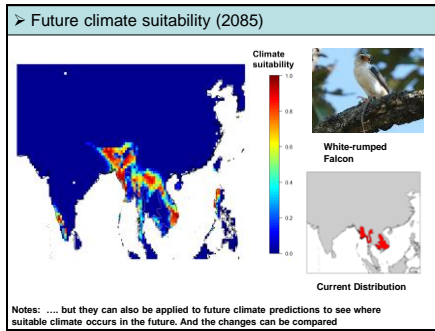 ➢ Future climate suitability (2085)
Climate
suitability
1.0
0.8
0.6
0.4
0.2
0.0
White-rumped
Falcon
Current Distribution
Notes: .... but they can also be applied to future climate predictions to see where
suitable climate occurs in the future. And the changes can be compared